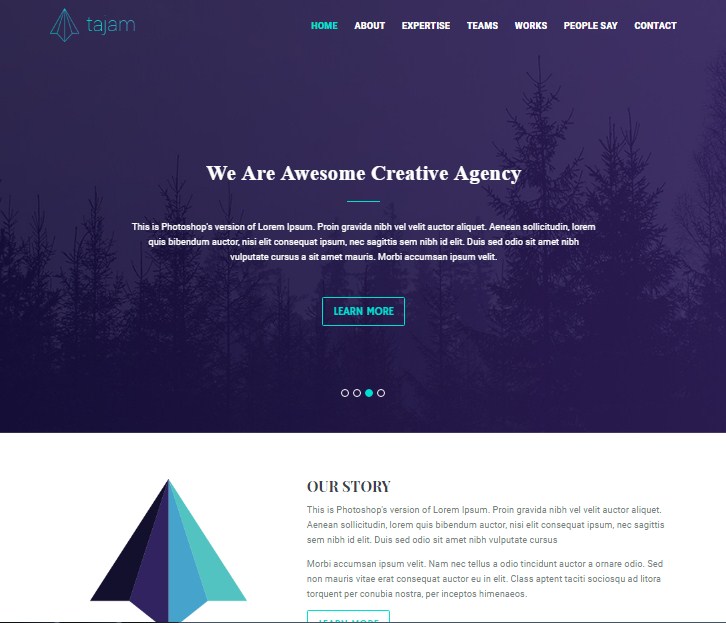 tajam
HOME ABOUT EXPERTISE TEAMS WORKS PEOPLE SAY CONTACT
We Are Awesome Creative Agency
This is Photoshop's version of Lorem Ipsum. Proin gravida nibh vel velit auctor aliquet. Aenean sollicitudin, lorem
quis bibendum auctor, nisi elit consequat ipsum, nec sagittis sem nibh id elit. Duis sed odio sit amet nibh
vulputate cursus a sit amet mauris. Morbi accumsan ipsum velit.
LEARN MORE
OUR STORY
This is Photoshop's version of Lorem Ipsum. Proin gravida nibh vel velit auctor aliquet.
Aenean sollicitudin, lorem quis bibendum auctor, nisi elit consequat ipsum, nec sagittis
sem nibh id elit. Duis sed odio sit amet nibh vulputate cursus
Morbi accumsan ipsum velit. Nam nec tellus a odio tincidunt auctor a ornare odio. Sed
non mauris vitae erat consequat auctor eu in elit. Class aptent taciti sociosqu ad litora
torquent per conubia nostra, per inceptos himenaeos.
LEARN MORE